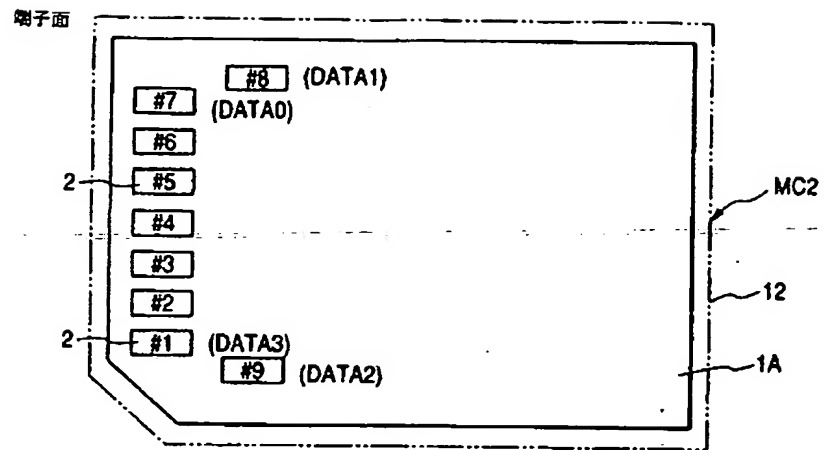 端子面
#8 (DATA1)
#7 (DATA0)
#6
2 #5
MC2
#4
#3
12
#2
2 #1 (DATA3)
1A
#9 (DATA2)